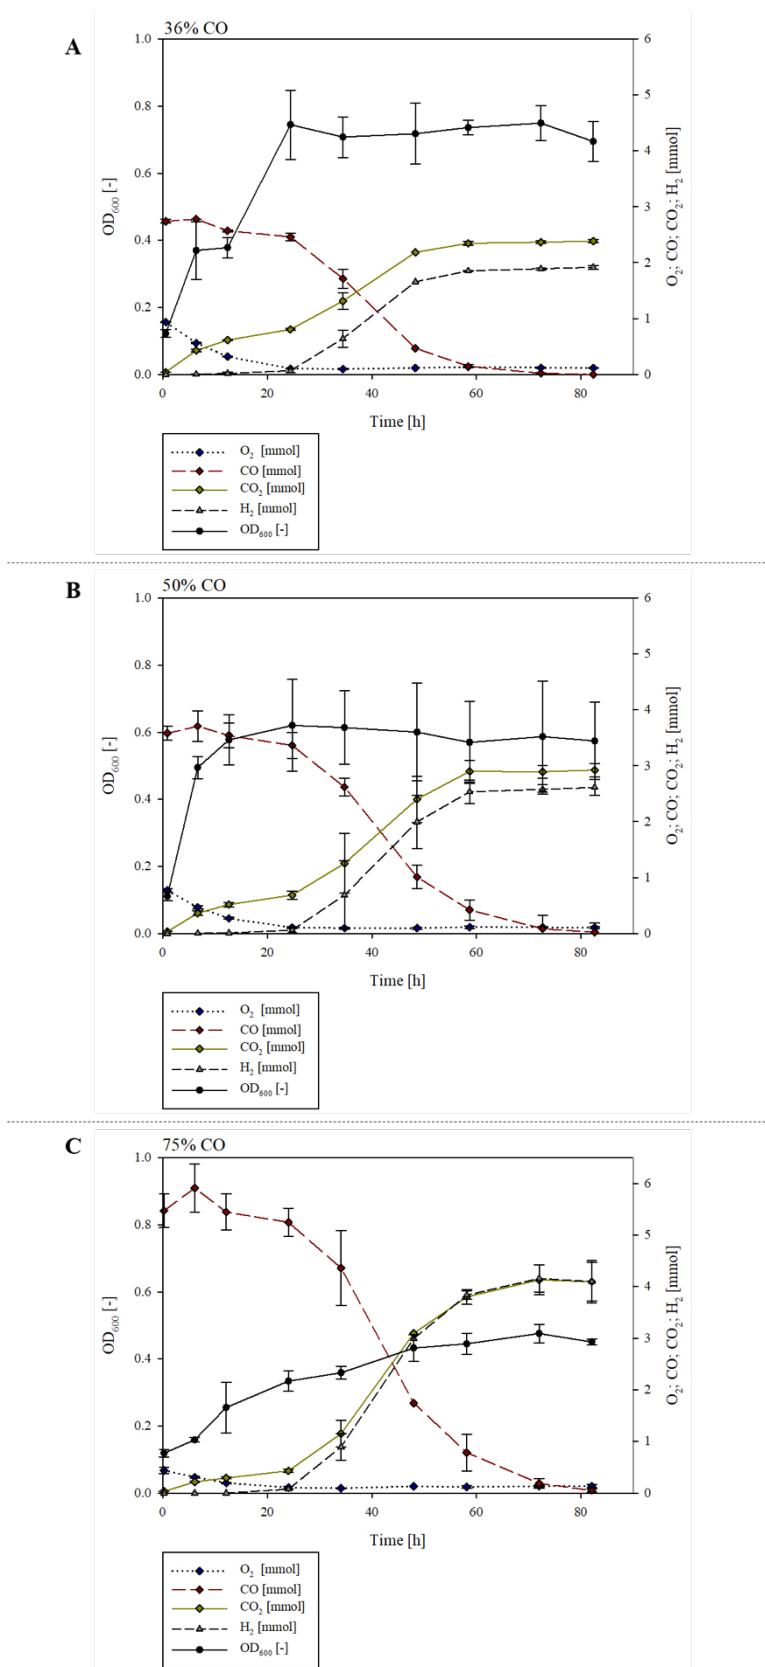 A
36% CO
1.0
0.8
0.6
0.4
0.2
0.0
OD600 [-]
6
5
4
3
2
1
0
O2; CO; CO2; H2 [mmol]
0
20
40
60
80
Time [h]
O2 [mmol]
CO [mmol]
CO2 [mmol]
H2 [mmol]
OD600 [-]
B
50% CO
1.0
0.8
0.6
0.4
0.2
0.0
OD600 [-]
6
5
4
3
2
1
0
O2; CO; CO2; H2 [mmol]
0
20
40
60
80
Time [h]
O2 [mmol]
CO [mmol]
CO2 [mmol]
H2 [mmol]
OD600 [-]
C
75% CO
1.0
0.8
0.6
0.4
0.2
0.0
OD600 [-]
6
5
4
3
2
1
0
O2; CO; CO2; H2 [mmol]
0
20
40
60
80
Time [h]
O2 [mmol]
CO [mmol]
CO2 [mmol]
H2 [mmol]
OD600 [-]